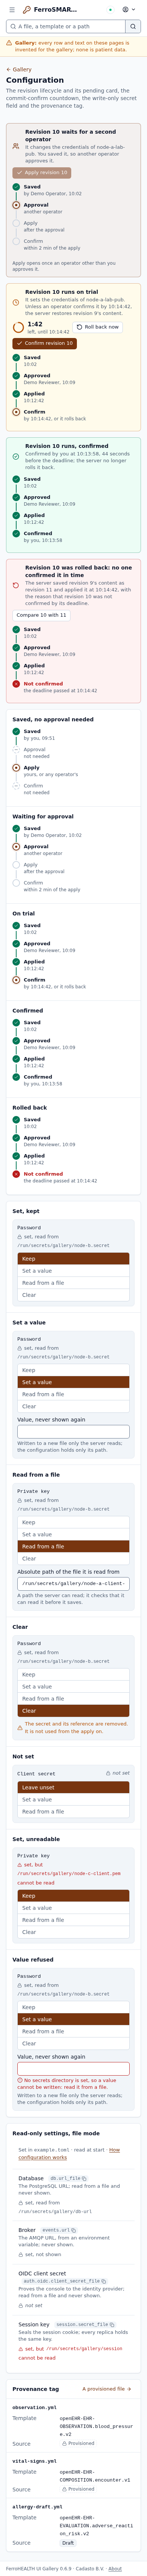 FerroSMAR...
A file, a template or a path
Gallery: every row and text on these pages is
invented for the gallery; none is patient data.
← Gallery
Configuration
The revision lifecycle and its pending card, the
commit-confirm countdown, the write-only secret
field and the provenance tag.
Revision 10 waits for a second
operator
It changes the credentials of node-a-lab-
pub. You saved it, so another operator
approves it.
Apply revision 10
Saved
by Demo Operator, 10:02
Approval
another operator
Apply
after the approval
Confirm
within 2 min of the apply
Apply opens once an operator other than you
approves it.
Revision 10 runs on trial
It sets the credentials of node-a-lab-pub.
Unless an operator confirms it by 10:14:42,
the server restores revision 9's content.
1:42
left, until 10:14:42
Roll back now
Confirm revision 10
Saved
10:02
Approved
Demo Reviewer, 10:09
Applied
10:12:42
Confirm
by 10:14:42, or it rolls back
Revision 10 runs, confirmed
Confirmed by you at 10:13:58, 44 seconds
before the deadline; the server no longer
rolls it back.
Saved
10:02
Approved
Demo Reviewer, 10:09
Applied
10:12:42
Confirmed
by you, 10:13:58
Revision 10 was rolled back: no one
confirmed it in time
The server saved revision 9's content as
revision 11 and applied it at 10:14:42, with
the reason that revision 10 was not
confirmed by its deadline.
Compare 10 with 11
Saved
10:02
Approved
Demo Reviewer, 10:09
Applied
10:12:42
Not confirmed
the deadline passed at 10:14:42
Saved, no approval needed
Saved
by you, 09:51
Approval
not needed
Apply
yours, or any operator's
Confirm
not needed
Waiting for approval
Saved
by Demo Operator, 10:02
Approval
another operator
Apply
after the approval
Confirm
within 2 min of the apply
On trial
Saved
10:02
Approved
Demo Reviewer, 10:09
Applied
10:12:42
Confirm
by 10:14:42, or it rolls back
Confirmed
Saved
10:02
Approved
Demo Reviewer, 10:09
Applied
10:12:42
Confirmed
by you, 10:13:58
Rolled back
Saved
10:02
Approved
Demo Reviewer, 10:09
Applied
10:12:42
Not confirmed
the deadline passed at 10:14:42
Set, kept
Password
set, read from
/run/secrets/gallery/node-b.secret
Keep
Set a value
Read from a file
Clear
Set a value
Password
set, read from
/run/secrets/gallery/node-b.secret
Keep
Set a value
Read from a file
Clear
Value, never shown again
Written to a new file only the server reads;
the configuration holds only its path.
Read from a file
Private key
set, read from
/run/secrets/gallery/node-b.secret
Keep
Set a value
Read from a file
Clear
Absolute path of the file it is read from
/run/secrets/gallery/node-a-client-
A path the server can read; it checks that it
can read it before it saves.
Clear
Password
set, read from
/run/secrets/gallery/node-b.secret
Keep
Set a value
Read from a file
Clear
The secret and its reference are removed.
It is not used from the apply on.
Not set
Client secret
not set
Leave unset
Set a value
Read from a file
Set, unreadable
Private key
set, but
/run/secrets/gallery/node-c-client.pem
cannot be read
Keep
Set a value
Read from a file
Clear
Value refused
Password
set, read from
/run/secrets/gallery/node-b.secret
Keep
Set a value
Read from a file
Clear
Value, never shown again
No secrets directory is set, so a value
cannot be written: read it from a file.
Written to a new file only the server reads;
the configuration holds only its path.
Read-only settings, file mode
Set in example.toml · read at start · How
configuration works
Database db.url_file
The PostgreSQL URL, read from a file and
never shown.
set, read from
/run/secrets/gallery/db-url
Broker events.url
The AMQP URL, from an environment
variable; never shown.
set, not shown
OIDC client secret
auth.oidc.client_secret_file
Proves the console to the identity provider;
read from a file and never shown.
not set
Session key session.secret_file
Seals the session cookie; every replica holds
the same key.
set, but /run/secrets/gallery/session
cannot be read
Provenance tag
A provisioned file →
observation.yml
Template
openEHR-EHR-
OBSERVATION.blood_pressur
e.v2
Source
Provisioned
vital-signs.yml
Template
openEHR-EHR-
COMPOSITION.encounter.v1
Source
Provisioned
allergy-draft.yml
Template
openEHR-EHR-
EVALUATION.adverse_reacti
on_risk.v2
Source
Draft
FerroHEALTH UI Gallery 0.6.9 · Cadasto B.V. · About